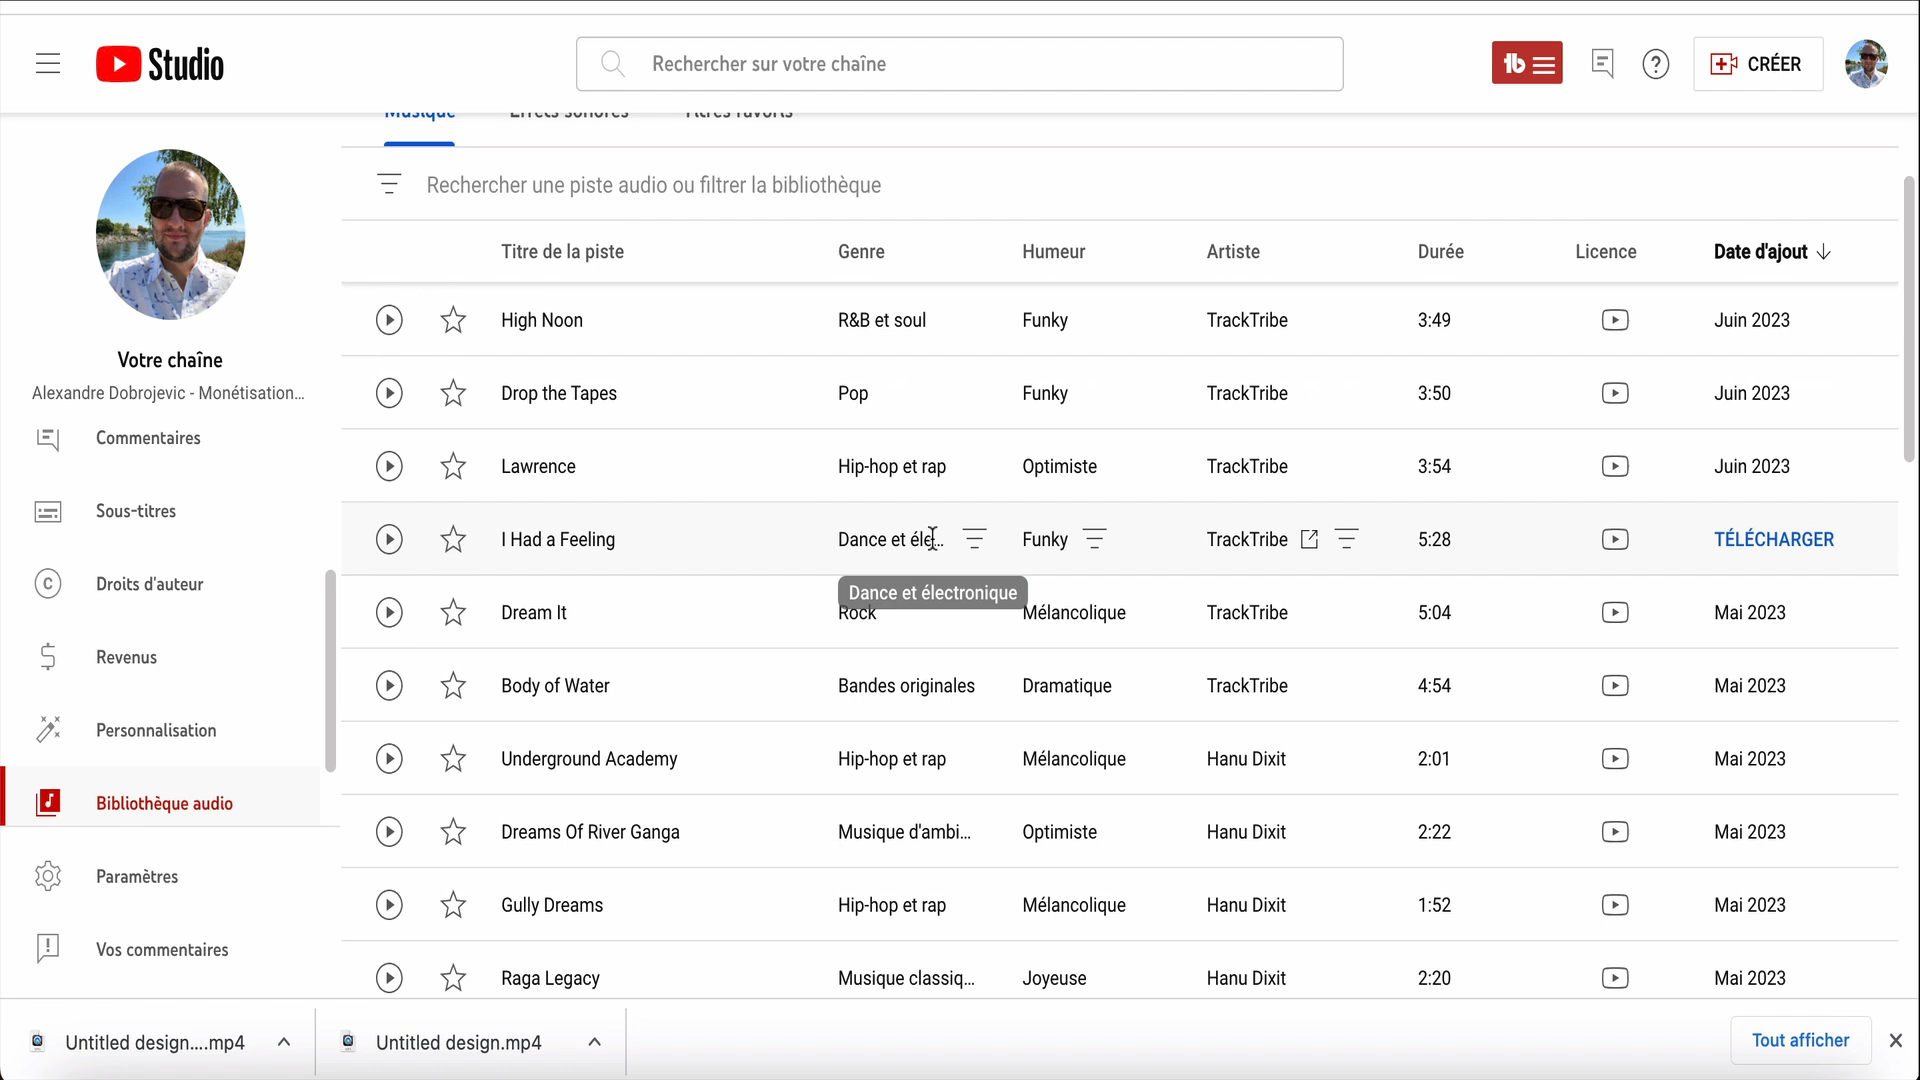 Studio
Rechercher sur votre chaîne
CRÉER
Musique Effets sonores Titres favoris
Rechercher une piste audio ou filtrer la bibliothèque
Titre de la piste Genre Humeur Artiste Durée Licence Date d'ajout
High Noon R&B et soul Funky TrackTribe 3:49 Juin 2023
Drop the Tapes Pop Funky TrackTribe 3:50 Juin 2023
Lawrence Hip-hop et rap Optimiste TrackTribe 3:54 Juin 2023
I Had a Feeling Dance et éle... Funky TrackTribe 5:28 TÉLÉCHARGER
Dance et électronique
Dream It Rock Mélancolique TrackTribe 5:04 Mai 2023
Body of Water Bandes originales Dramatique TrackTribe 4:54 Mai 2023
Underground Academy Hip-hop et rap Mélancolique Hanu Dixit 2:01 Mai 2023
Dreams Of River Ganga Musique d'ambi... Optimiste Hanu Dixit 2:22 Mai 2023
Gully Dreams Hip-hop et rap Mélancolique Hanu Dixit 1:52 Mai 2023
Raga Legacy Musique classiq... Joyeuse Hanu Dixit 2:20 Mai 2023
Votre chaîne
Alexandre Dobrojevic - Monétisation...
Commentaires
Sous-titres
Droits d'auteur
Revenus
Personnalisation
Bibliothèque audio
Paramètres
Vos commentaires
Untitled design....mp4
Untitled design.mp4
Tout afficher